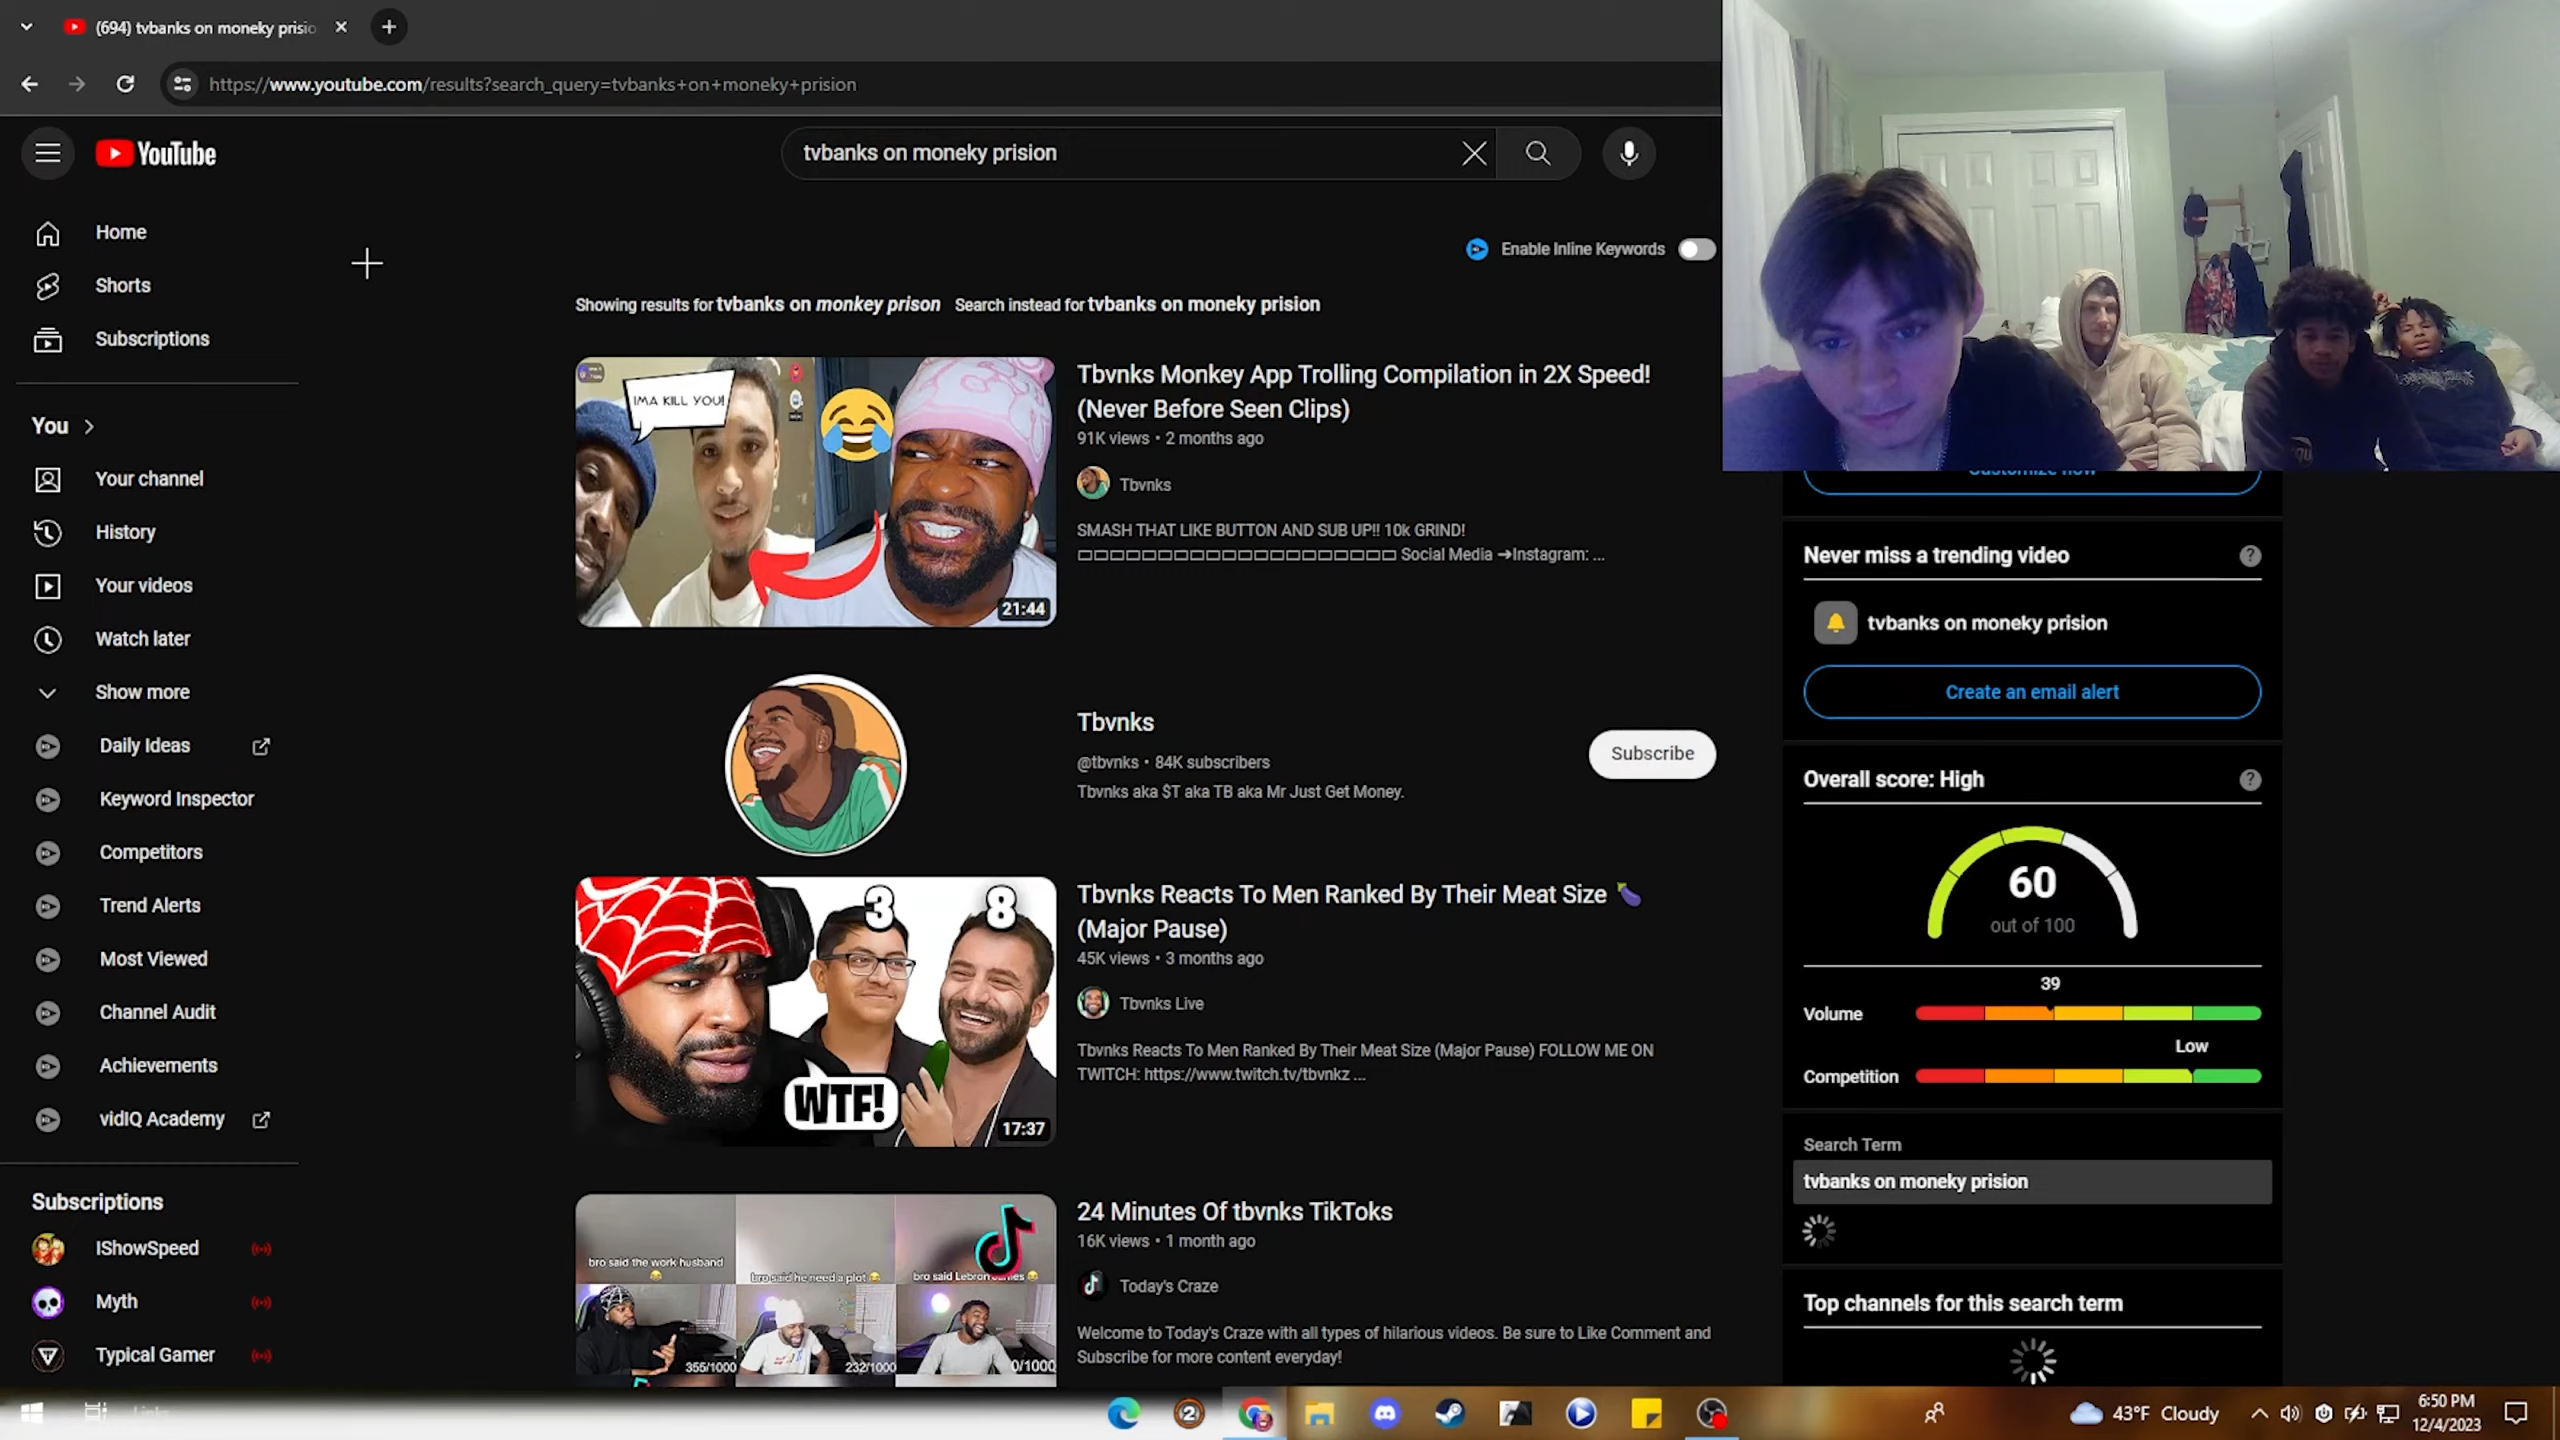 (694) tvbanks on moneky prisio
https://www.youtube.com/results?search_query=tvbanks+on+moneky+prision
YouTube
tvbanks on moneky prision
Home
Shorts
Subscriptions
You
Your channel
History
Your videos
Watch later
Show more
Daily Ideas
Keyword Inspector
Competitors
Trend Alerts
Most Viewed
Channel Audit
Achievements
vidIQ Academy
Subscriptions
IShowSpeed
Myth
Typical Gamer
Enable Inline Keywords
Showing results for tvbanks on monkey prison Search instead for tvbanks on moneky prision
IMA KILL YOU!
21:44
Tbvnks Monkey App Trolling Compilation in 2X Speed!
(Never Before Seen Clips)
91K views • 2 months ago
Tbvnks
SMASH THAT LIKE BUTTON AND SUB UP!! 10k GRIND!
Social Media ➔Instagram: ...
Tbvnks
@tbvnks • 84K subscribers
Tbvnks aka $T aka TB aka Mr Just Get Money.
Subscribe
3 8
WTF!
17:37
Tbvnks Reacts To Men Ranked By Their Meat Size 🍆
(Major Pause)
45K views • 3 months ago
Tbvnks Live
Tbvnks Reacts To Men Ranked By Their Meat Size (Major Pause) FOLLOW ME ON
TWITCH: https://www.twitch.tv/tbvnkz ...
bro said the work husband
bro said he need a plot
bro said Lebron
355/1000
232/1000
0/1000
24 Minutes Of tbvnks TikToks
16K views • 1 month ago
Today's Craze
Welcome to Today's Craze with all types of hilarious videos. Be sure to Like Comment and
Subscribe for more content everyday!
Customize now
Never miss a trending video
tvbanks on moneky prision
Create an email alert
Overall score: High
60
out of 100
39
Volume
Low
Competition
Search Term
tvbanks on moneky prision
Top channels for this search term
43°F Cloudy
6:50 PM
12/4/2023